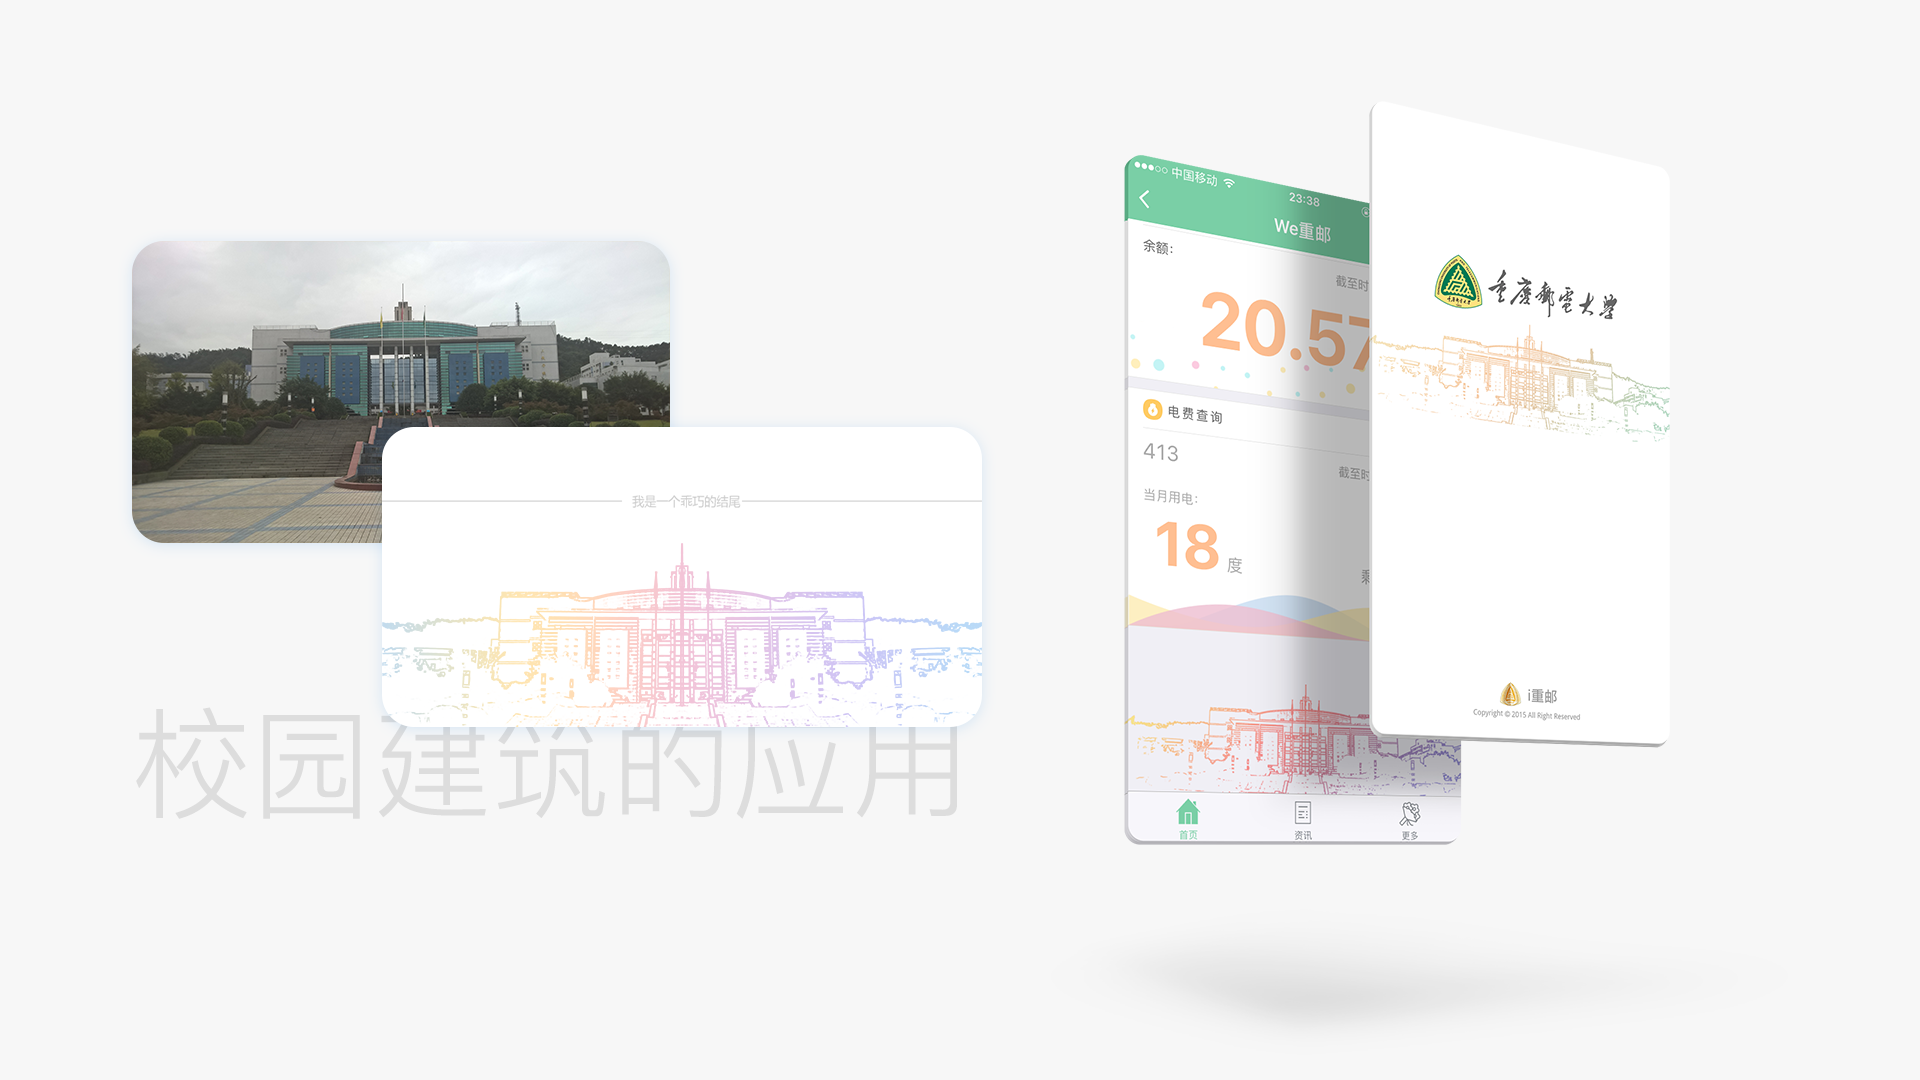 我是一个乖巧的结尾
校园建筑的应用
中国移动
23:38
We重邮
余额:
截至时
20.57
电费查询
413
截至时
当月用电:
18 度
剩
首页
资讯
更多
重庆邮电大学
i重邮
Copyright © 2015 All Right Reserved